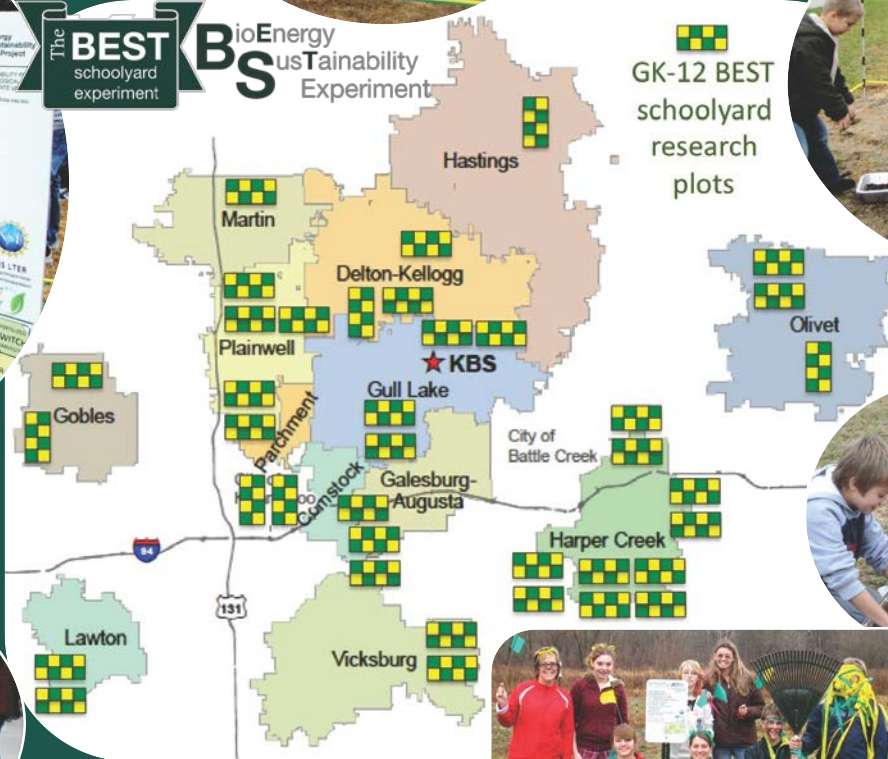 The
BEST
schoolyard
experiment
BioEnergy
SusTainability
Experiment
GK-12 BEST
schoolyard
research
plots
Hastings
Martin
Delton-Kellogg
Plainwell
Olivet
KBS
Gull Lake
Gobles
Parchment
City of
Battle Creek
Comstock
Galesburg-
Augusta
94
Harper Creek
131
Lawton
Vicksburg
LTER